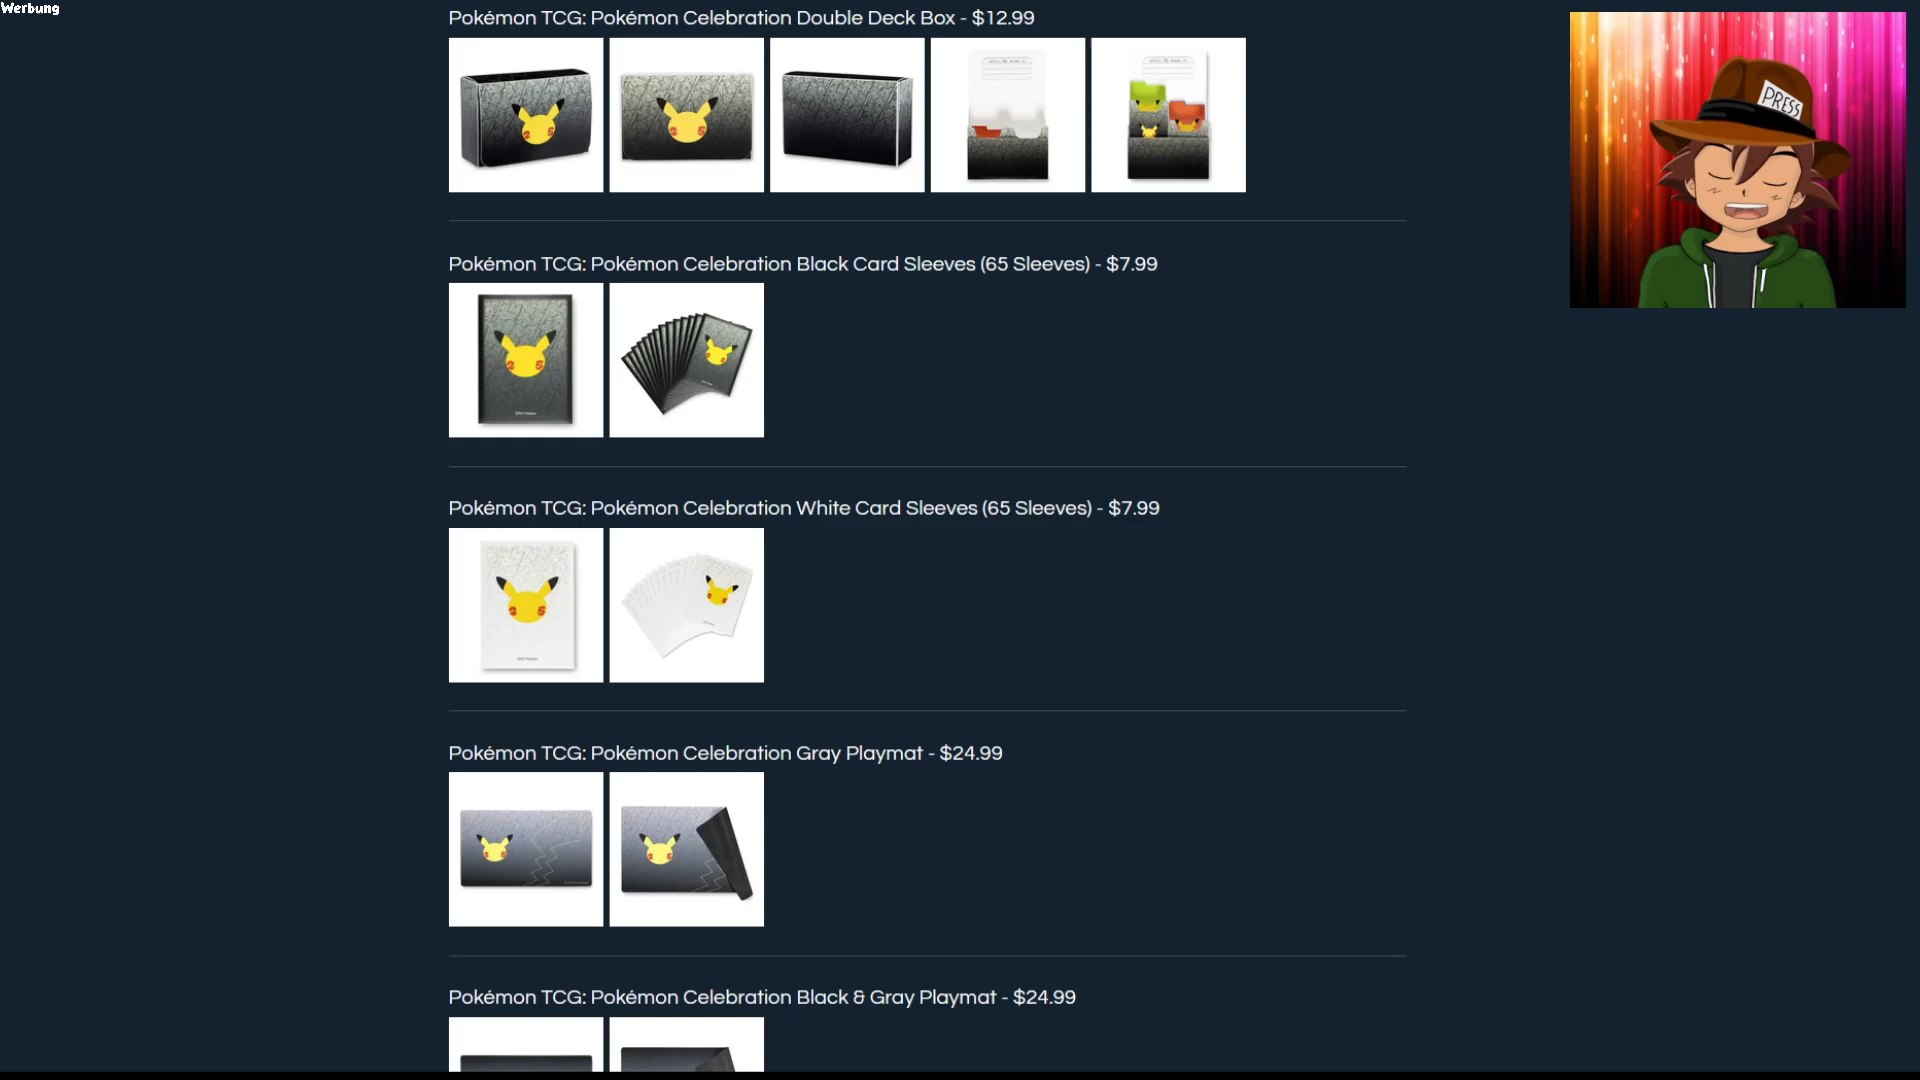 Werbung
Pokémon TCG: Pokémon Celebration Double Deck Box - $12.99
PRESS
Pokémon TCG: Pokémon Celebration Black Card Sleeves (65 Sleeves) - $7.99
Pokémon TCG: Pokémon Celebration White Card Sleeves (65 Sleeves) - $7.99
Pokémon TCG: Pokémon Celebration Gray Playmat - $24.99
Pokémon TCG: Pokémon Celebration Black & Gray Playmat - $24.99